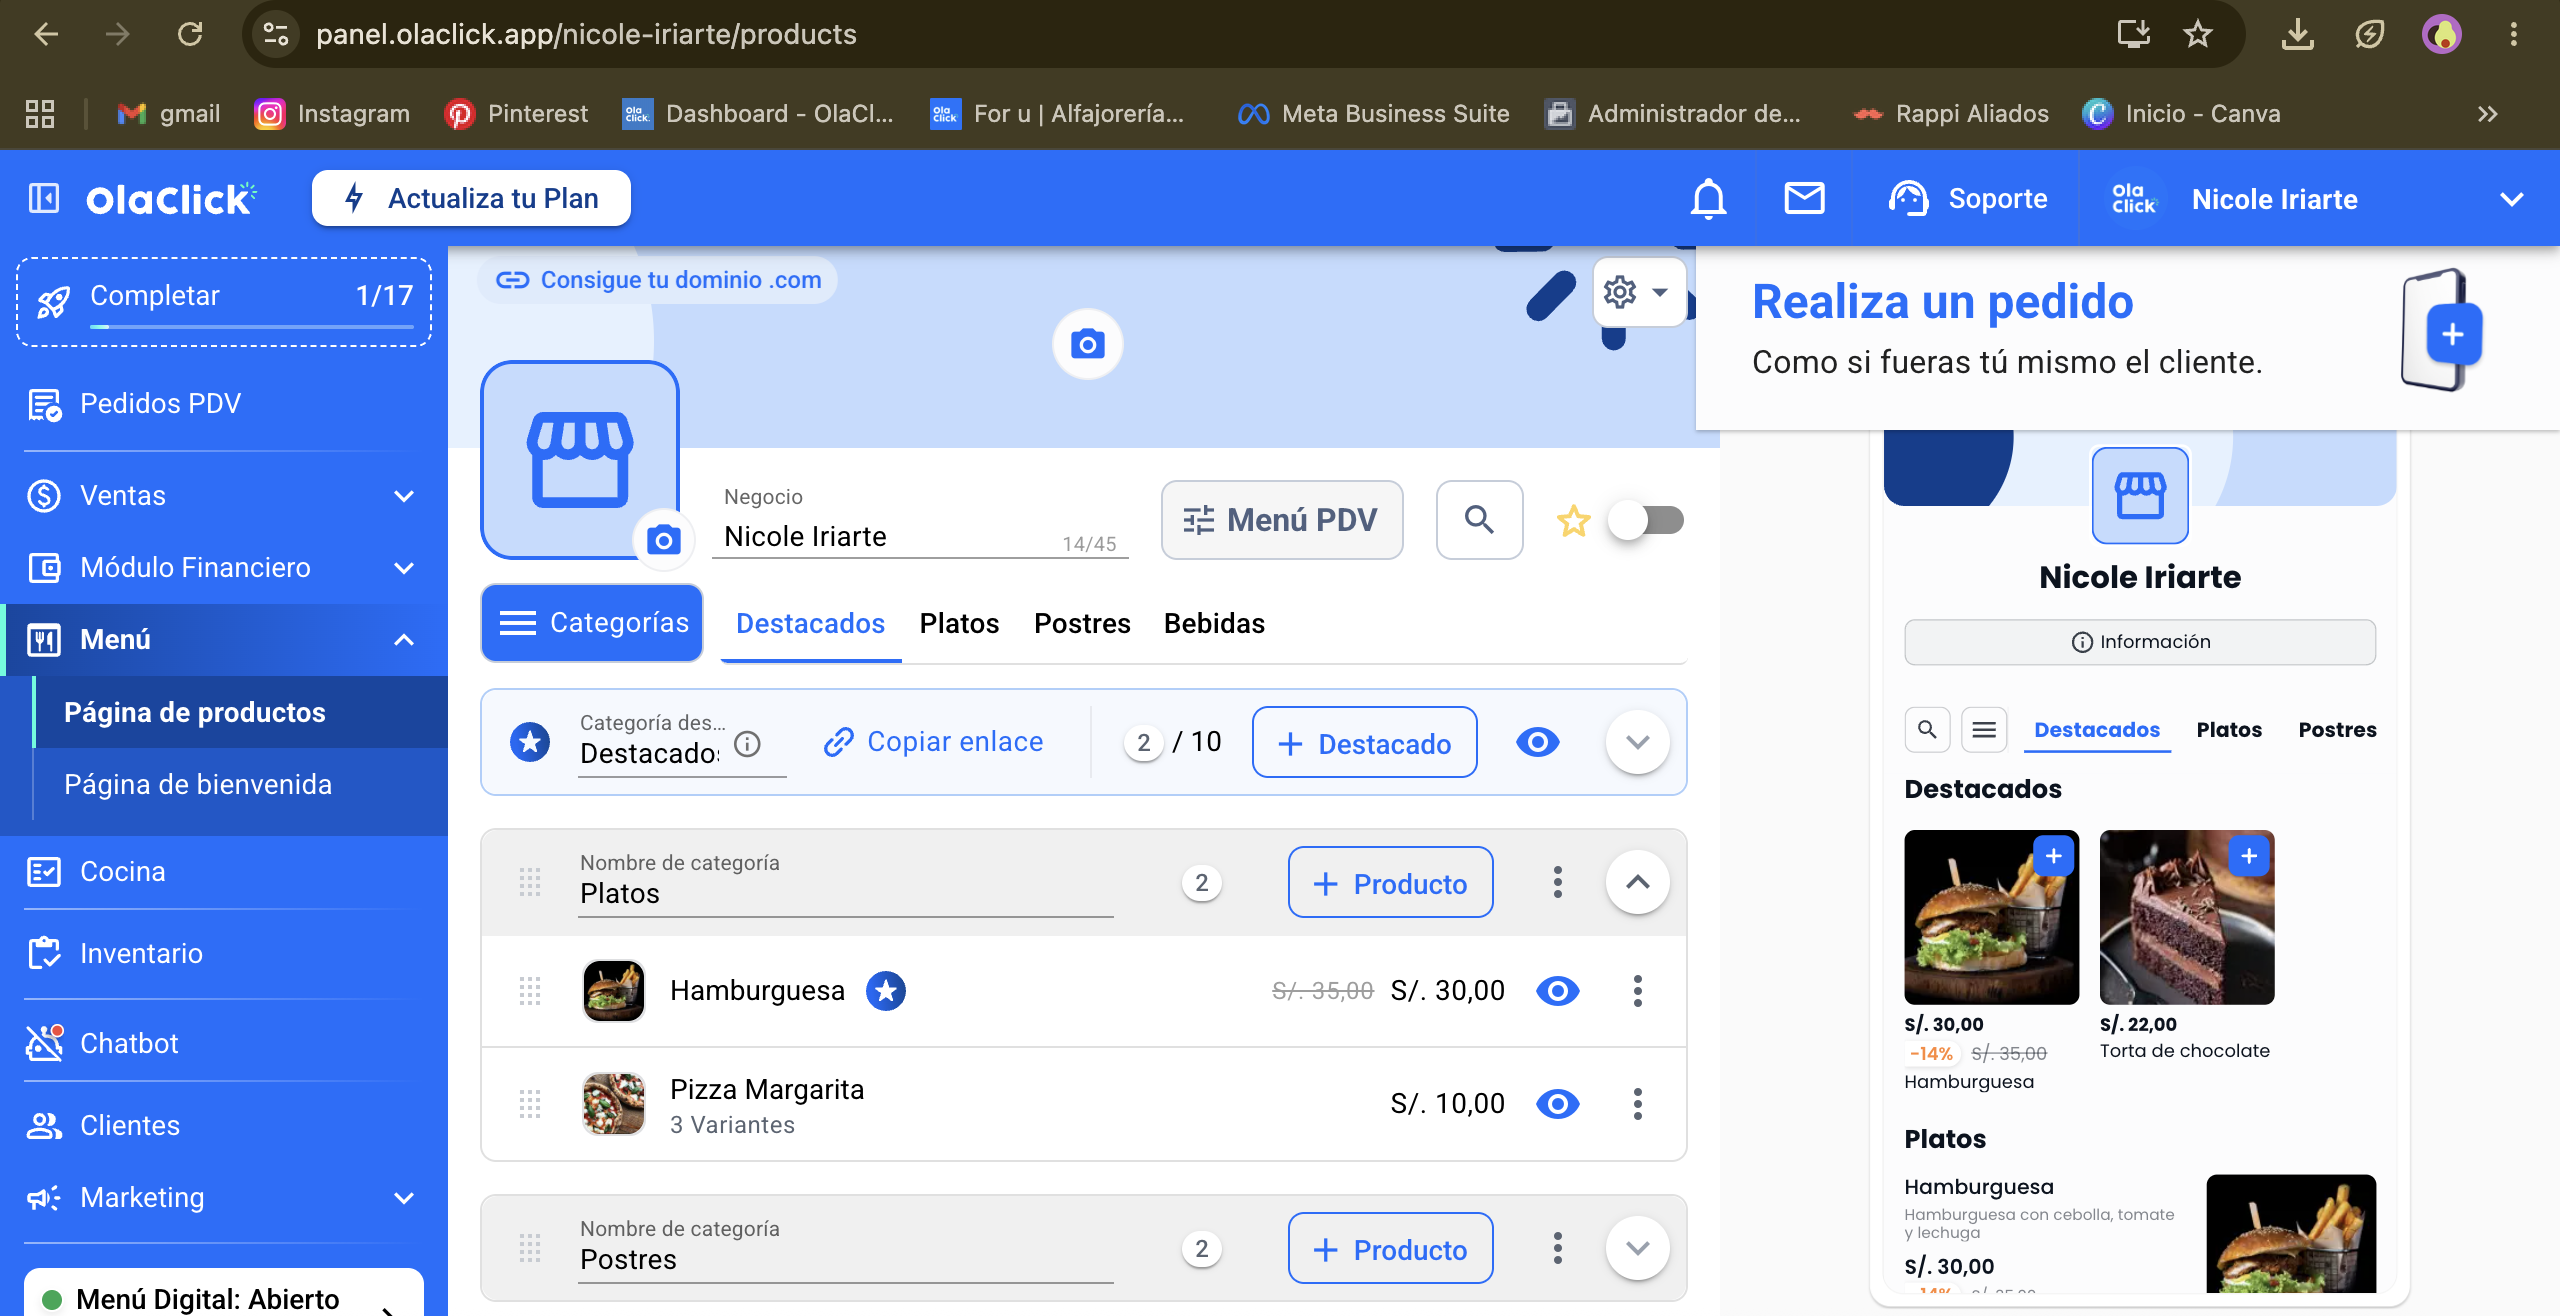 panel.olaclick.app/nicole-iriarte/products
gmail
Instagram
Pinterest
Dashboard - OlaCl...
For u | Alfajorería...
Meta Business Suite
Administrador de...
Rappi Aliados
Inicio - Canva
olaclick
Actualiza tu Plan
Soporte
Ola Click
Nicole Iriarte
Completar 1/17
Pedidos PDV
Ventas
Módulo Financiero
Menú
Página de productos
Página de bienvenida
Cocina
Inventario
Chatbot
Clientes
Marketing
Menú Digital: Abierto
Consigue tu dominio .com
Negocio
Nicole Iriarte
14/45
Menú PDV
Categorías
Destacados
Platos
Postres
Bebidas
Categoría des...
Destacados
Copiar enlace
2 / 10
+ Destacado
Nombre de categoría
Platos
2
+ Producto
Hamburguesa
S/. 35,00 S/. 30,00
Pizza Margarita
3 Variantes
S/. 10,00
Nombre de categoría
Postres
2
+ Producto
Realiza un pedido
Como si fueras tú mismo el cliente.
Nicole Iriarte
Información
Destacados
Platos
Postres
Destacados
S/. 30,00
-14% S/. 35,00
Hamburguesa
S/. 22,00
Torta de chocolate
Platos
Hamburguesa
Hamburguesa con cebolla, tomate
y lechuga
S/. 30,00
-14% S/. 35,00